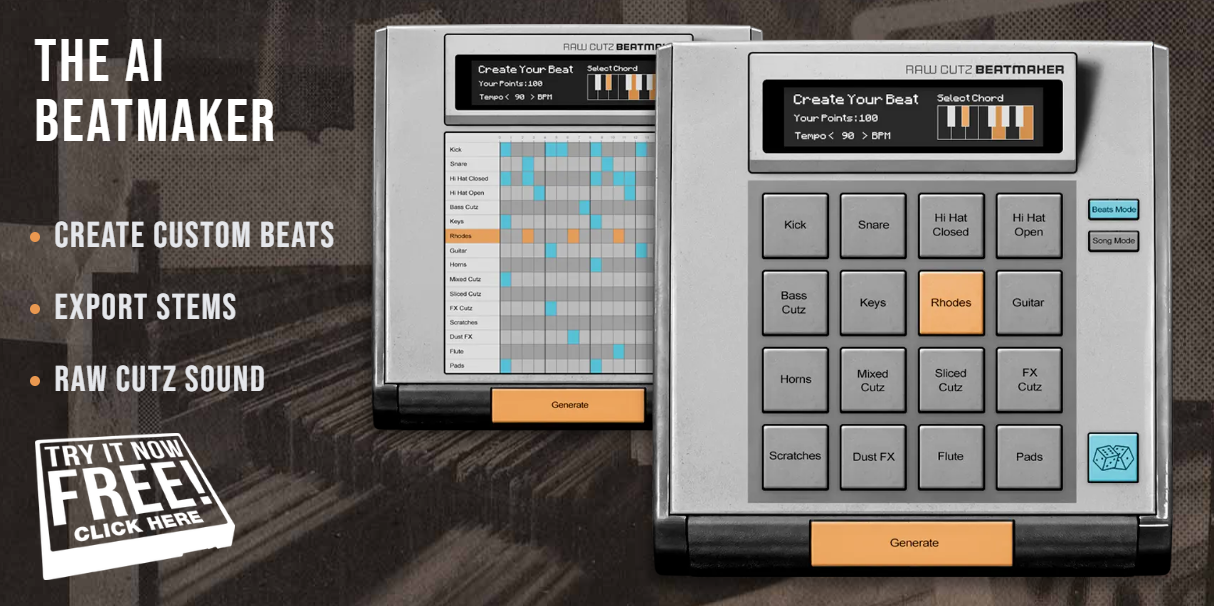 THE AI
BEATMAKER
CREATE CUSTOM BEATS
EXPORT STEMS
RAW CUTZ SOUND
TRY IT NOW
FREE!
CLICK HERE
RAW CUTZ BEATMAKER
Create Your Beat
Select Chord
Your Points:100
Tempo < 90 > BPM
Kick
Snare
Hi Hat Closed
Hi Hat Open
Bass Cutz
Keys
Rhodes
Guitar
Horns
Mixed Cutz
Sliced Cutz
FX Cutz
Scratches
Dust FX
Flute
Pads
Generate
RAW CUTZ BEATMAKER
Create Your Beat
Select Chord
Your Points:100
Tempo < 90 > BPM
Kick
Snare
Hi Hat
Closed
Hi Hat
Open
Bass
Cutz
Keys
Rhodes
Guitar
Horns
Mixed
Cutz
Sliced
Cutz
FX
Cutz
Scratches
Dust FX
Flute
Pads
Beats Mode
Song Mode
Generate